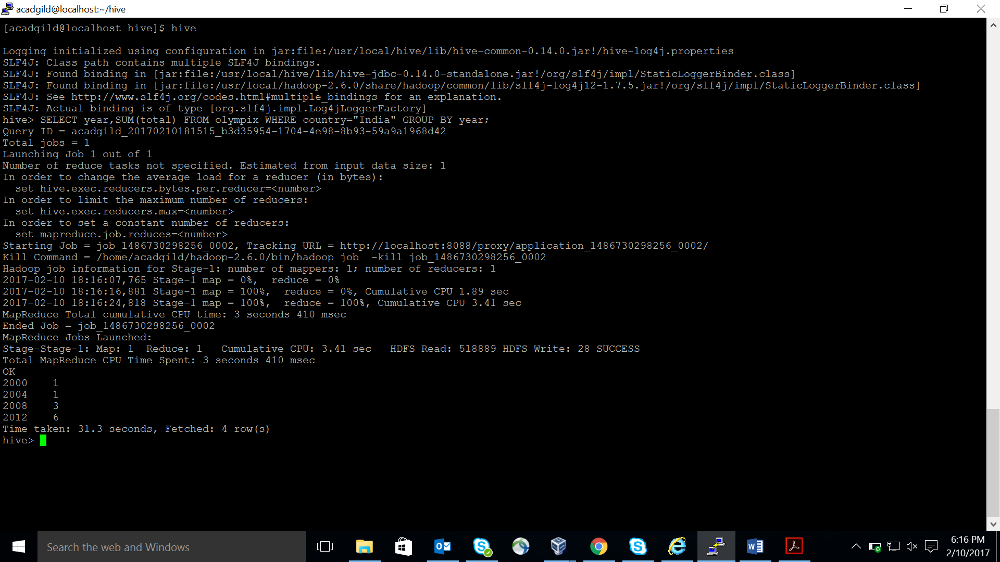 acadgild@localhost:~/hive
[acadgild@localhost hive]$ hive
Logging initialized using configuration in jar:file:/usr/local/hive/lib/hive-common-0.14.0.jar!/hive-log4j.properties
SLF4J: Class path contains multiple SLF4J bindings.
SLF4J: Found binding in [jar:file:/usr/local/hive/lib/hive-jdbc-0.14.0-standalone.jar!/org/slf4j/impl/StaticLoggerBinder.class]
SLF4J: Found binding in [jar:file:/usr/local/hadoop-2.6.0/share/hadoop/common/lib/slf4j-log4j12-1.7.5.jar!/org/slf4j/impl/StaticLoggerBinder.class]
SLF4J: See http://www.slf4j.org/codes.html#multiple_bindings for an explanation.
SLF4J: Actual binding is of type [org.slf4j.impl.Log4jLoggerFactory]
hive> SELECT year,SUM(total) FROM olympix WHERE country="India" GROUP BY year;
Query ID = acadgild_20170210181515_b3d35954-1704-4e98-8b93-59a9a1968d42
Total jobs = 1
Launching Job 1 out of 1
Number of reduce tasks not specified. Estimated from input data size: 1
In order to change the average load for a reducer (in bytes):
  set hive.exec.reducers.bytes.per.reducer=<number>
In order to limit the maximum number of reducers:
  set hive.exec.reducers.max=<number>
In order to set a constant number of reducers:
  set mapreduce.job.reduces=<number>
Starting Job = job_1486730298256_0002, Tracking URL = http://localhost:8088/proxy/application_1486730298256_0002/
Kill Command = /home/acadgild/hadoop-2.6.0/bin/hadoop job  -kill job_1486730298256_0002
Hadoop job information for Stage-1: number of mappers: 1; number of reducers: 1
2017-02-10 18:16:07,765 Stage-1 map = 0%,  reduce = 0%
2017-02-10 18:16:16,881 Stage-1 map = 100%,  reduce = 0%, Cumulative CPU 1.89 sec
2017-02-10 18:16:24,818 Stage-1 map = 100%,  reduce = 100%, Cumulative CPU 3.41 sec
MapReduce Total cumulative CPU time: 3 seconds 410 msec
Ended Job = job_1486730298256_0002
MapReduce Jobs Launched:
Stage-Stage-1: Map: 1  Reduce: 1   Cumulative CPU: 3.41 sec   HDFS Read: 518889 HDFS Write: 28 SUCCESS
Total MapReduce CPU Time Spent: 3 seconds 410 msec
OK
2000    1
2004    1
2008    3
2012    6
Time taken: 31.3 seconds, Fetched: 4 row(s)
hive>
Search the web and Windows
6:16 PM
2/10/2017